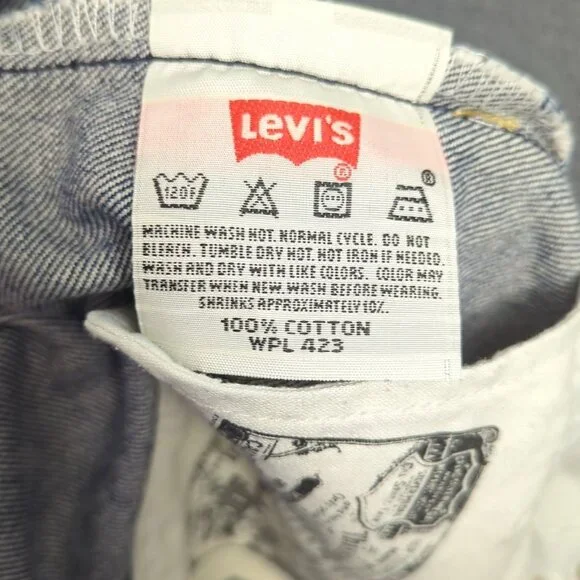 Levi's
®
120F
®
MACHINE WASH HOT. NORMAL CYCLE. DO NOT
BLEACH. TUMBLE DRY HOT. HOT IRON IF NEEDED.
WASH AND DRY WITH LIKE COLORS. COLOR MAY
TRANSFER WHEN NEW. WASH BEFORE WEARING.
SHRINKS APPROXIMATELY 10%.
100% COTTON
WPL 423